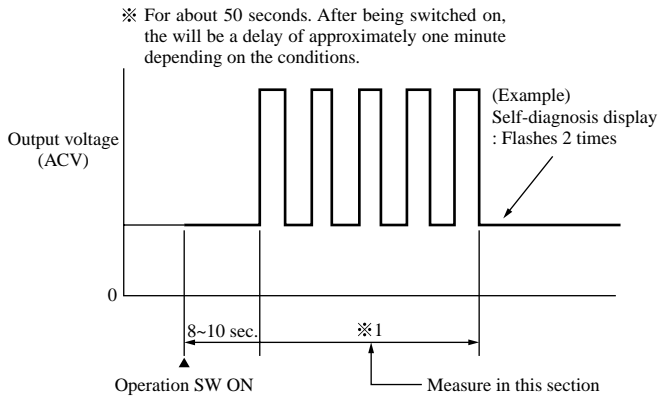 ※ For about 50 seconds. After being switched on,
the will be a delay of approximately one minute
depending on the conditions.
(Example)
Self-diagnosis display
: Flashes 2 times
Output voltage
(ACV)
0
8~10 sec.
※1
Operation SW ON
Measure in this section